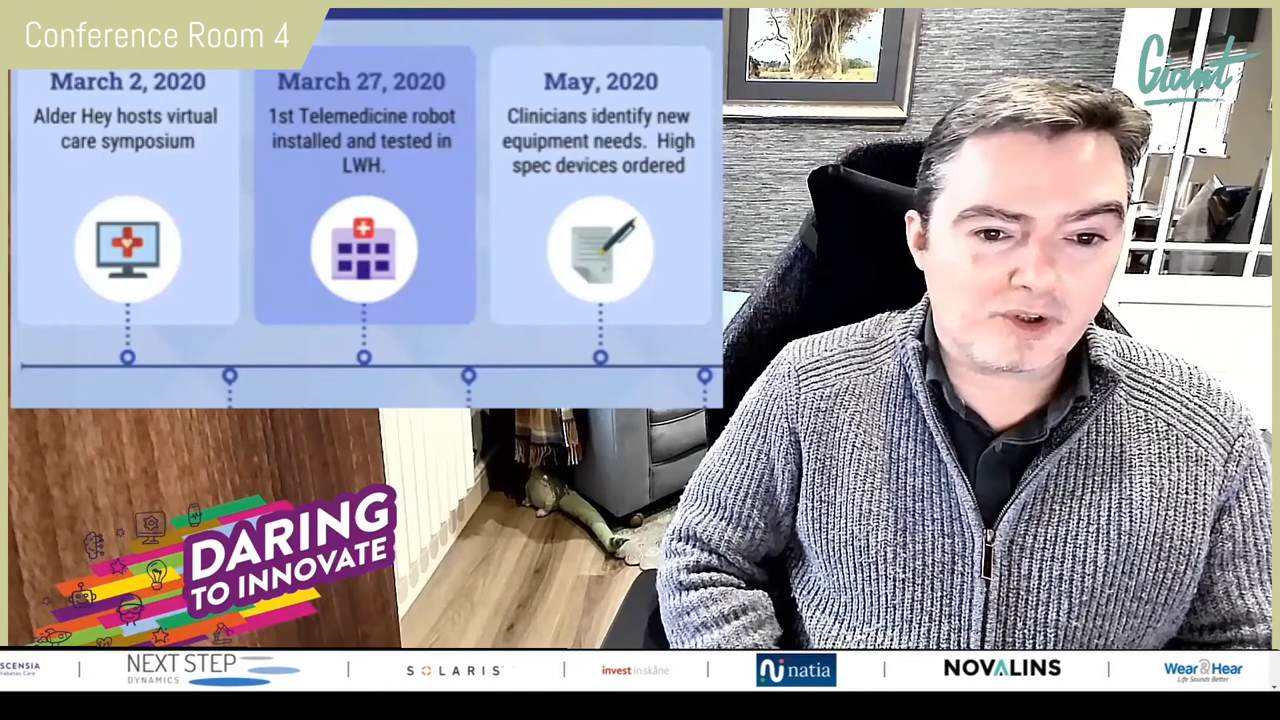 Conference Room 4
March 2, 2020
Alder Hey hosts virtual
care symposium
March 27, 2020
1st Telemedicine robot
installed and tested in
LWH.
May, 2020
Clinicians identify new
equipment needs. High
spec devices ordered
Giant
DARING
TO INNOVATE
SCENSIA
Diabetes Care
NEXT STEP
DYNAMICS
SOLARIS
invest in skåne
natia
NOVALINS
Wear & Hear
Life Sounds Better